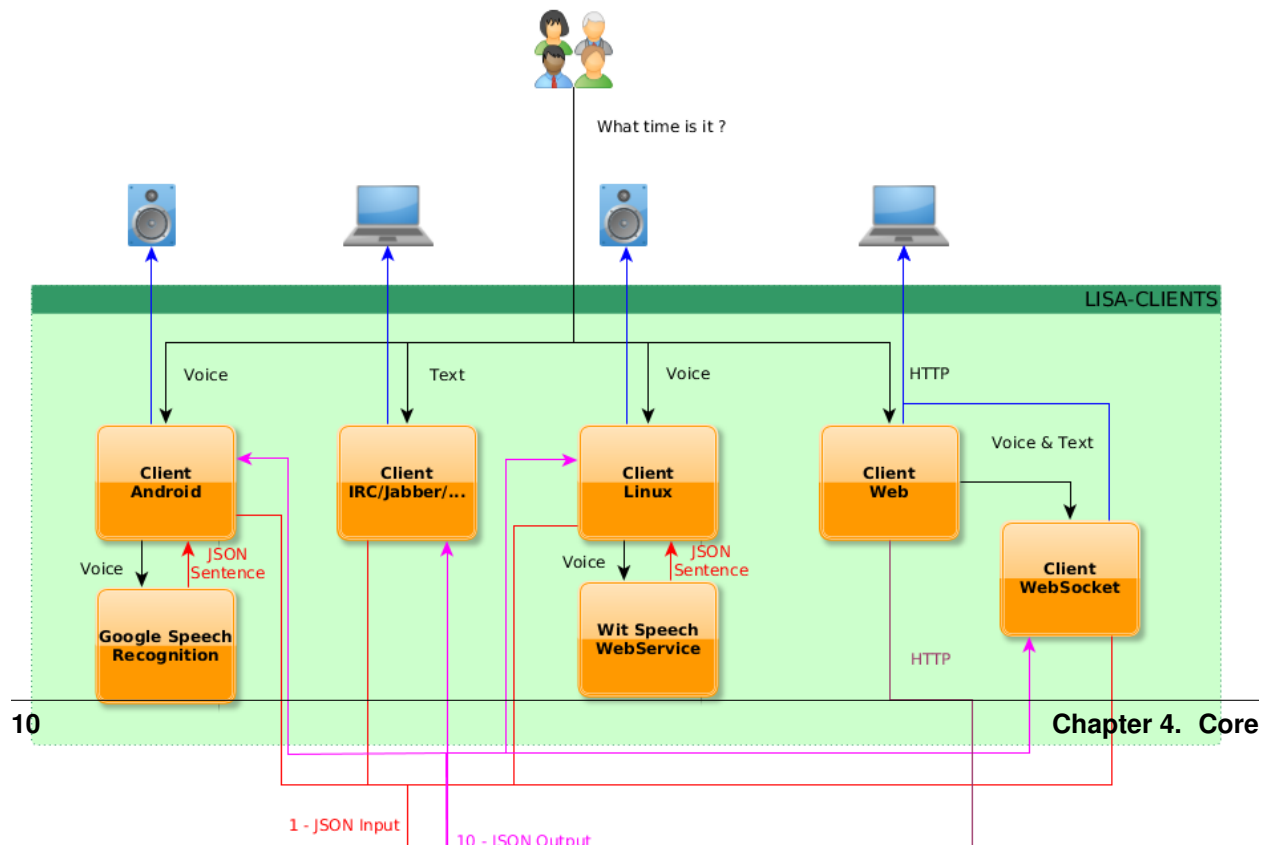 What time is it ?
LISA-CLIENTS
Voice
Text
Voice
HTTP
Voice & Text
Client
Android
Client
IRC/Jabber/...
Client
Linux
Client
Web
Voice
JSON
Sentence
Voice
JSON
Sentence
Client
WebSocket
Google Speech
Recognition
Wit Speech
WebService
HTTP
10
Chapter 4. Core
1 - JSON Input
10 - JSON Output